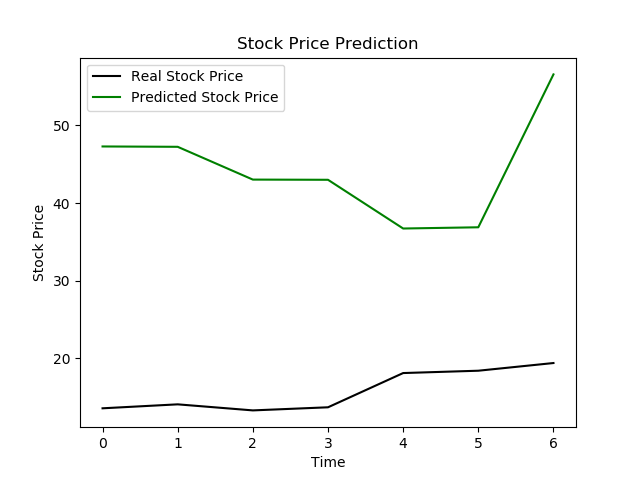 Stock Price Prediction
Real Stock Price
Predicted Stock Price
Stock Price
50
40
30
20
0 1 2 3 4 5 6
Time